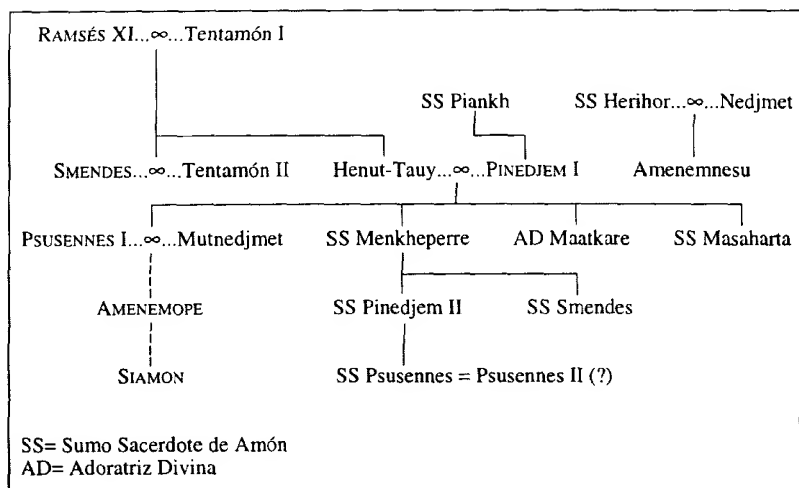 RAMSÉS XI...∞...Tentamón I
SS Piankh SS Herihor...∞...Nedjmet
SMENDES...∞...Tentamón II Henut-Tauy...∞...PINEDJEM I Amenemnesu
PSUSENNES I...∞...Mutnedjmet SS Menkheperre AD Maatkare SS Masaharta
AMENEMOPE SS Pinedjem II SS Smendes
SIAMON SS Psusennes = Psusennes II (?)
SS= Sumo Sacerdote de Amón
AD= Adoratriz Divina